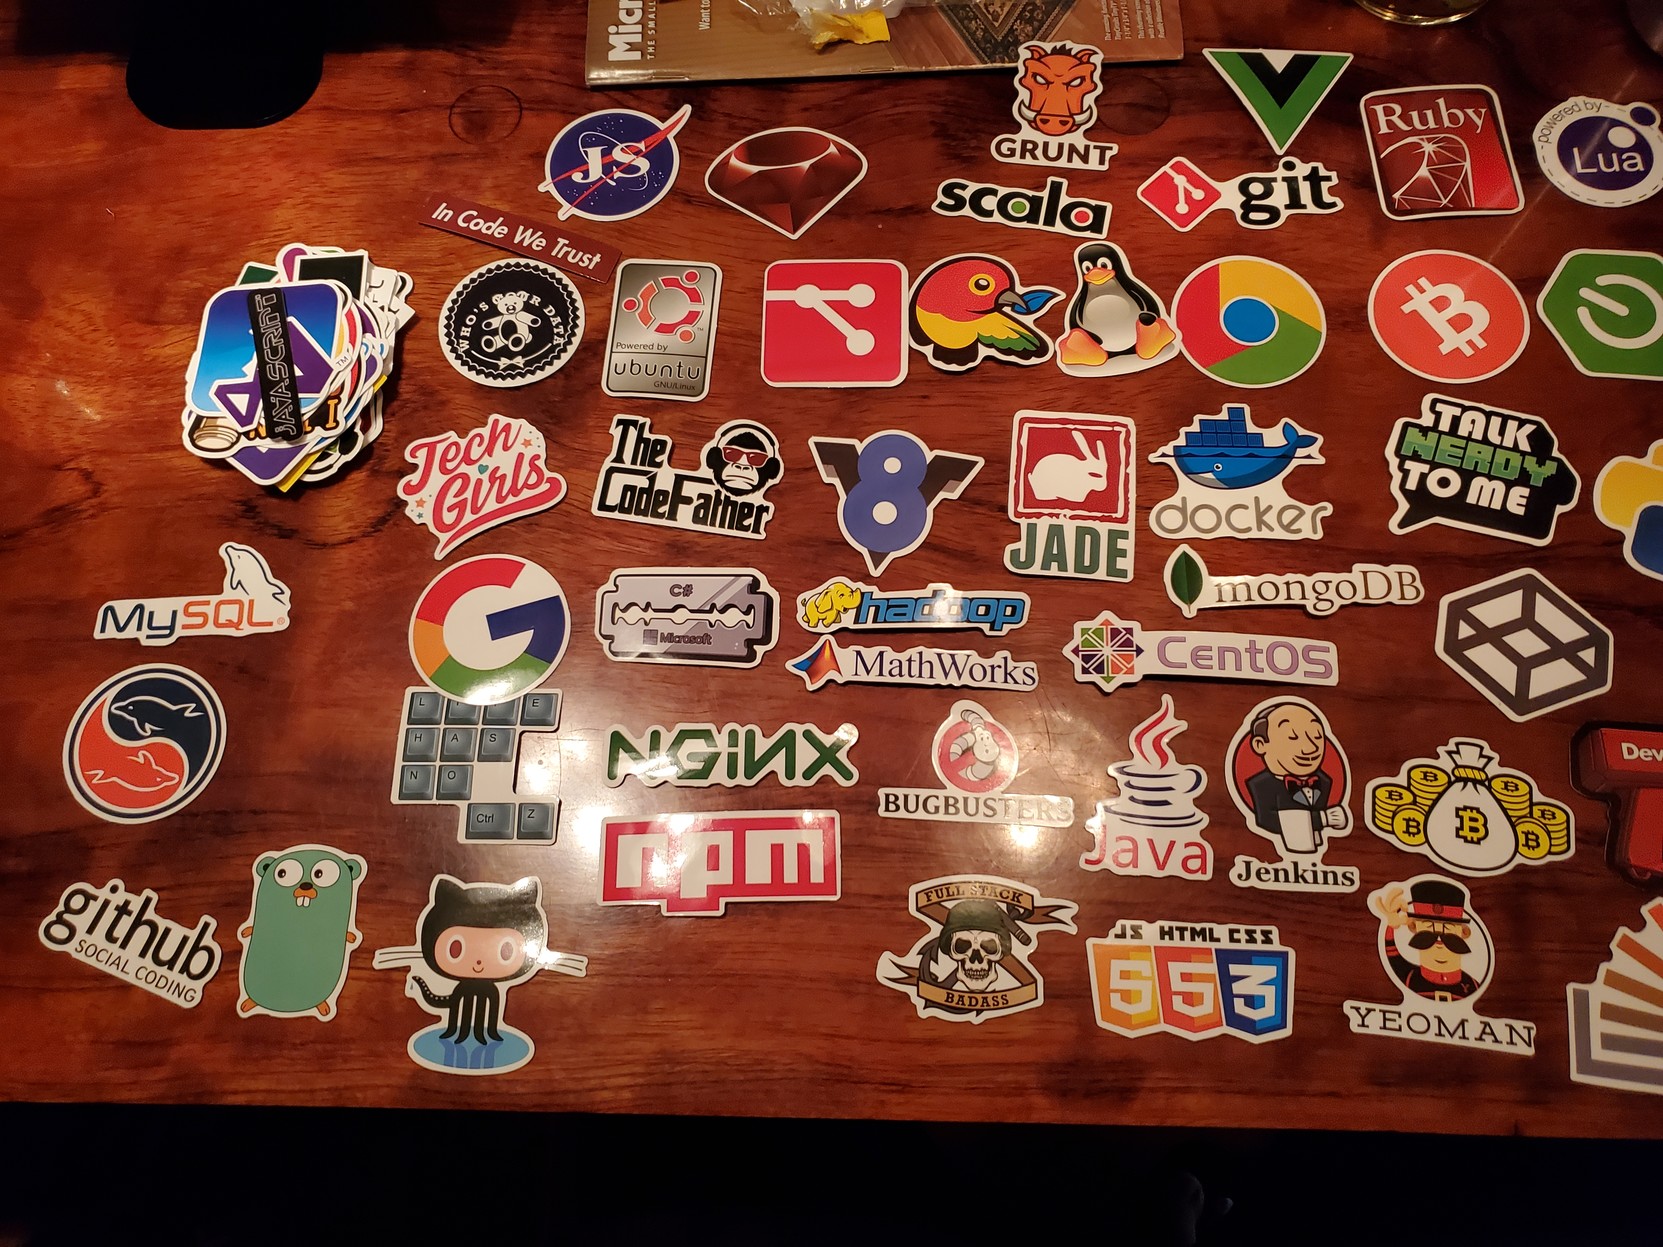 Micr
THE SMALL
Want to
GRUNT
Ruby
powered by
Lua
JS
scala
git
In Code We Trust
WHO'S YOUR DATA
Powered by
ubuntu
GNU/Linux
JAVASCRIPT
TM
Tech
Girls
The
CodeFather
8
JADE
docker
TALK
NERDY
TO ME
MySQL
G
C#
Microsoft
hadoop
MathWorks
mongoDB
CentOS
L I F E
H A S
N O
Ctrl Z
NGiNX
BUGBUSTERS
Java
Jenkins
Dev
npm
github
SOCIAL CODING
FULL STACK
BADASS
JS HTML CSS
5 5 3
YEOMAN